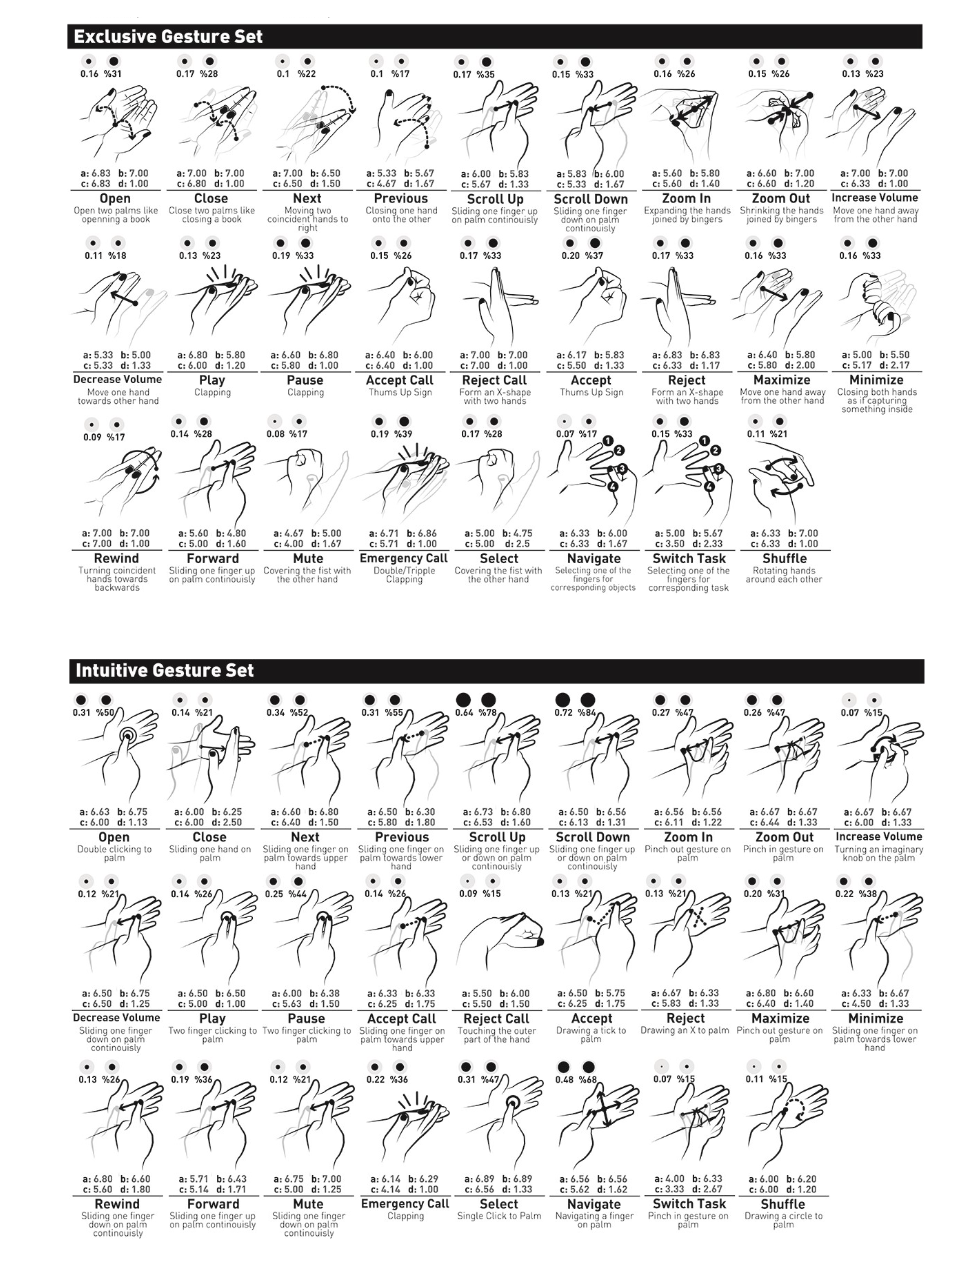 Exclusive Gesture Set
0.16 %31 0.17 %28 0.1 %22 0.1 %17 0.17 %35 0.15 %33 0.16 %26 0.15 %26 0.13 %23
a: 6.83 b: 7.00 a: 7.00 b: 7.00 a: 7.00 b: 6.50 a: 5.33 b: 5.67 a: 6.00 b: 5.83 a: 5.83 b: 6.00 a: 5.60 b: 5.80 a: 6.60 b: 7.00 a: 7.00 b: 7.00
c: 6.83 d: 1.00 c: 6.80 d: 1.00 c: 6.50 d: 1.50 c: 4.67 d: 1.67 c: 5.67 d: 1.33 c: 5.33 d: 1.67 c: 5.60 d: 1.40 c: 6.60 d: 1.20 c: 6.33 d: 1.00
Open Close Next Previous Scroll Up Scroll Down Zoom In Zoom Out Increase Volume
Open two palms like Close two palms like Moving two Closing one hand Sliding one finger up Sliding one finger Expanding the hands Shrinking the hands Move one hand away
openning a book closing a book coincident hands to onto the other on palm continouisly down on palm joined by bingers joined by bingers from the other hand
right continouisly
0.11 %18 0.13 %23 0.19 %33 0.15 %26 0.17 %33 0.20 %37 0.17 %33 0.16 %33 0.16 %33
a: 5.33 b: 5.00 a: 6.80 b: 5.80 a: 6.60 b: 6.80 a: 6.40 b: 6.00 a: 7.00 b: 7.00 a: 6.17 b: 5.83 a: 6.83 b: 6.83 a: 6.40 b: 5.80 a: 5.00 b: 5.50
c: 5.33 d: 1.33 c: 6.00 d: 1.20 c: 5.80 d: 1.00 c: 6.40 d: 1.00 c: 7.00 d: 1.00 c: 5.50 d: 1.33 c: 6.33 d: 1.17 c: 5.80 d: 2.00 c: 5.17 d: 2.17
Decrease Volume Play Pause Accept Call Reject Call Accept Reject Maximize Minimize
Move one hand Clapping Clapping Thums Up Sign Form an X-shape Thums Up Sign Form an X-shape Move one hand away Closing both hands
towards other hand with two hands with two hands from the other hand as if capturing
something inside
0.09 %17 0.14 %28 0.08 %17 0.19 %39 0.17 %28 0.07 %17 0.15 %33 0.11 %21
1 1
2 2
3 3
4 4
a: 7.00 b: 7.00 a: 5.60 b: 4.80 a: 4.67 b: 5.00 a: 6.71 b: 6.86 a: 5.00 b: 4.75 a: 6.33 b: 6.00 a: 5.00 b: 5.67 a: 6.33 b: 7.00
c: 7.00 d: 1.00 c: 5.00 d: 1.60 c: 4.00 d: 1.67 c: 5.71 d: 1.00 c: 5.00 d: 2.5 c: 6.33 d: 1.67 c: 3.50 d: 2.33 c: 6.33 d: 1.00
Rewind Forward Mute Emergency Call Select Navigate Switch Task Shuffle
Turning coincident Sliding one finger up Covering the fist with Double/Tripple Covering the fist with Selecting one of the Selecting one of the Rotating hands
hands towards on palm continouisly the other hand Clapping the other hand fingers for fingers for around each other
backwards corresponding objects corresponding task
Intuitive Gesture Set
0.31 %50 0.14 %21 0.34 %52 0.31 %55 0.64 %78 0.72 %84 0.27 %47 0.26 %47 0.07 %15
a: 6.63 b: 6.75 a: 6.00 b: 6.25 a: 6.60 b: 6.80 a: 6.50 b: 6.30 a: 6.73 b: 6.80 a: 6.50 b: 6.56 a: 6.56 b: 6.56 a: 6.67 b: 6.67 a: 6.67 b: 6.67
c: 6.00 d: 1.13 c: 6.00 d: 2.50 c: 6.40 d: 1.50 c: 5.80 d: 1.80 c: 6.53 d: 1.60 c: 6.13 d: 1.31 c: 6.11 d: 1.22 c: 6.44 d: 1.33 c: 6.00 d: 1.33
Open Close Next Previous Scroll Up Scroll Down Zoom In Zoom Out Increase Volume
Double clicking to Sliding one hand on Sliding one finger on Sliding one finger on Sliding one finger up Sliding one finger up Pinch out gesture on Pinch in gesture on Turning an imaginary
palm palm palm towards upper palm towards lower or down on palm or down on palm palm palm knob on the palm
hand hand continouisly continouisly
0.12 %21 0.14 %26 0.25 %44 0.14 %26 0.09 %15 0.13 %21 0.13 %21 0.20 %31 0.22 %38
a: 6.50 b: 6.75 a: 6.50 b: 6.50 a: 6.00 b: 6.38 a: 6.33 b: 6.33 a: 5.50 b: 6.00 a: 6.50 b: 5.75 a: 6.67 b: 6.33 a: 6.80 b: 6.60 a: 6.33 b: 6.67
c: 6.50 d: 1.25 c: 5.00 d: 1.00 c: 5.63 d: 1.50 c: 6.25 d: 1.75 c: 5.50 d: 1.50 c: 6.25 d: 1.75 c: 5.83 d: 1.33 c: 6.40 d: 1.40 c: 4.50 d: 1.33
Decrease Volume Play Pause Accept Call Reject Call Accept Reject Maximize Minimize
Sliding one finger Two finger clicking to Two finger clicking to Sliding one finger on Touching the outer Drawing a tick to Drawing an X to palm Pinch out gesture on Sliding one finger on
down on palm palm palm palm towards upper part of the hand palm palm palm towards lower
continouisly hand hand
0.13 %26 0.19 %36 0.12 %21 0.22 %36 0.31 %47 0.48 %68 0.07 %15 0.11 %15
a: 6.80 b: 6.60 a: 5.71 b: 6.43 a: 6.75 b: 7.00 a: 6.14 b: 6.29 a: 6.89 b: 6.89 a: 6.56 b: 6.56 a: 4.00 b: 6.33 a: 6.00 b: 6.20
c: 5.60 d: 1.80 c: 5.14 d: 1.71 c: 5.00 d: 1.25 c: 4.14 d: 1.00 c: 6.56 d: 1.33 c: 5.62 d: 1.62 c: 3.33 d: 2.67 c: 6.00 d: 1.20
Rewind Forward Mute Emergency Call Select Navigate Switch Task Shuffle
Sliding one finger Sliding one finger up Sliding one finger Clapping Single Click to Palm Navigating a finger Pinch in gesture on Drawing a circle to
down on palm on palm continouisly down on palm on palm palm palm
continouisly continouisly